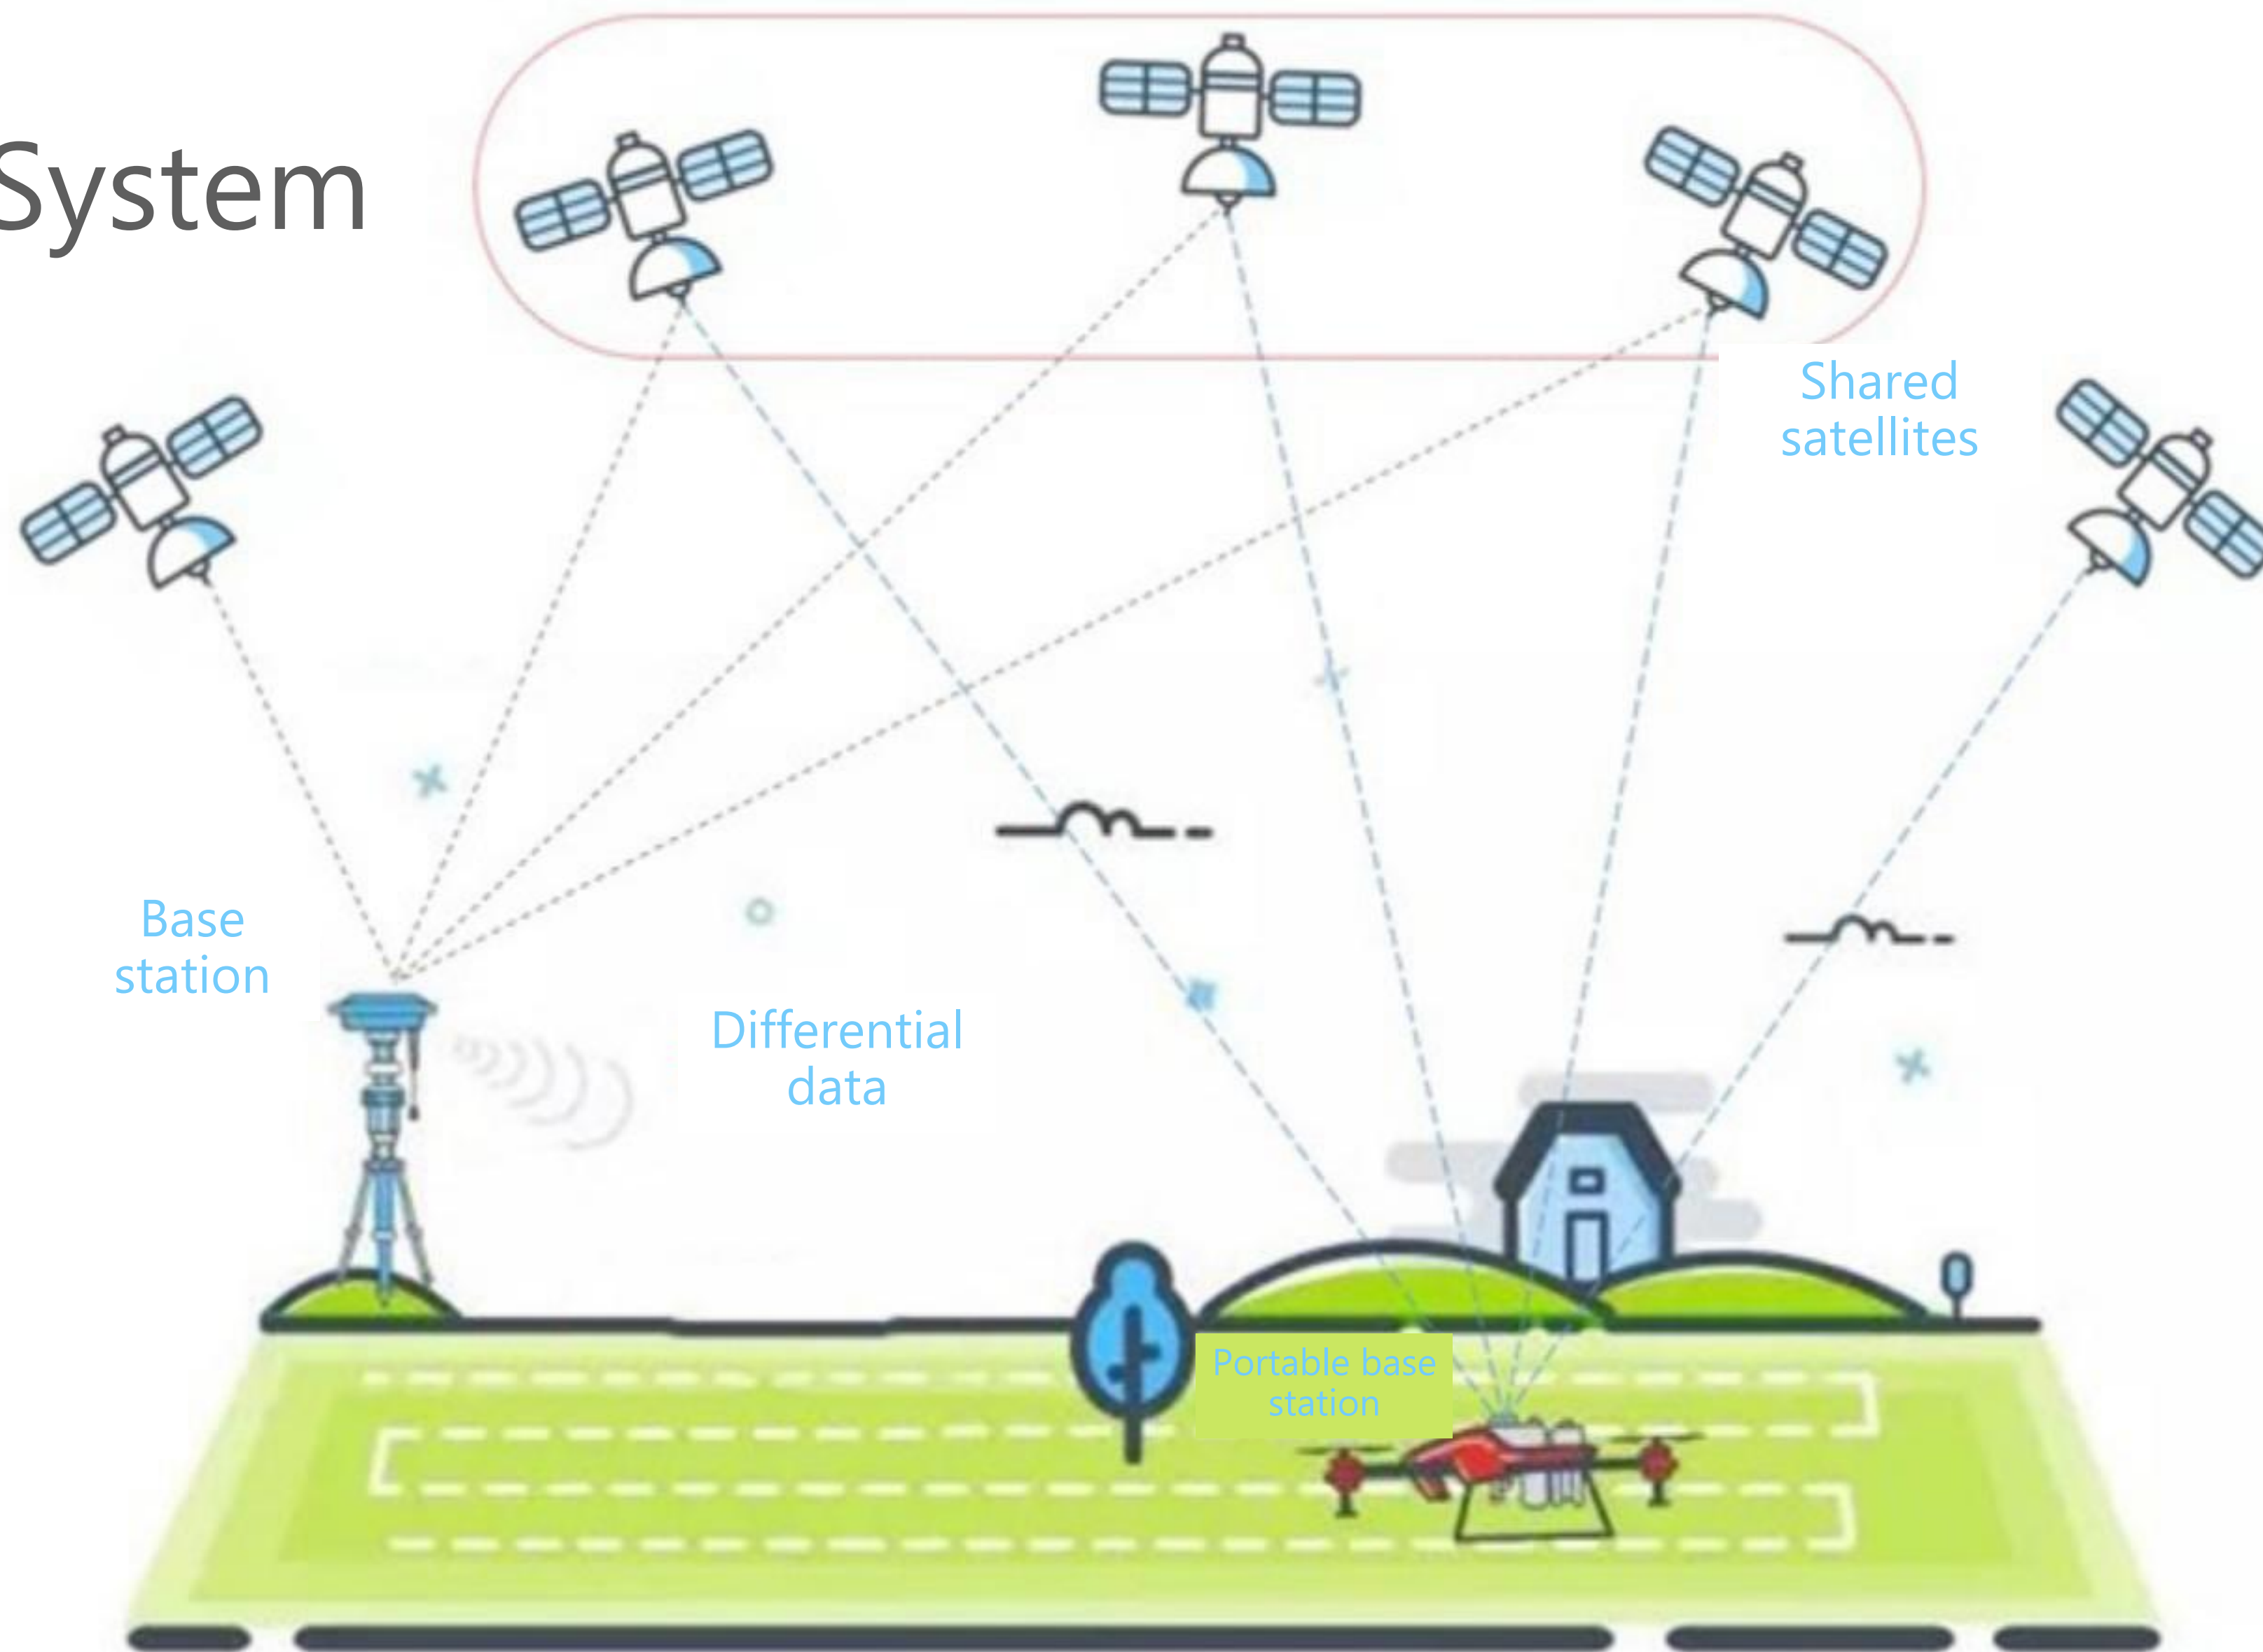 System
Shared
satellites
Base
station
Differential
data
Portable base
station